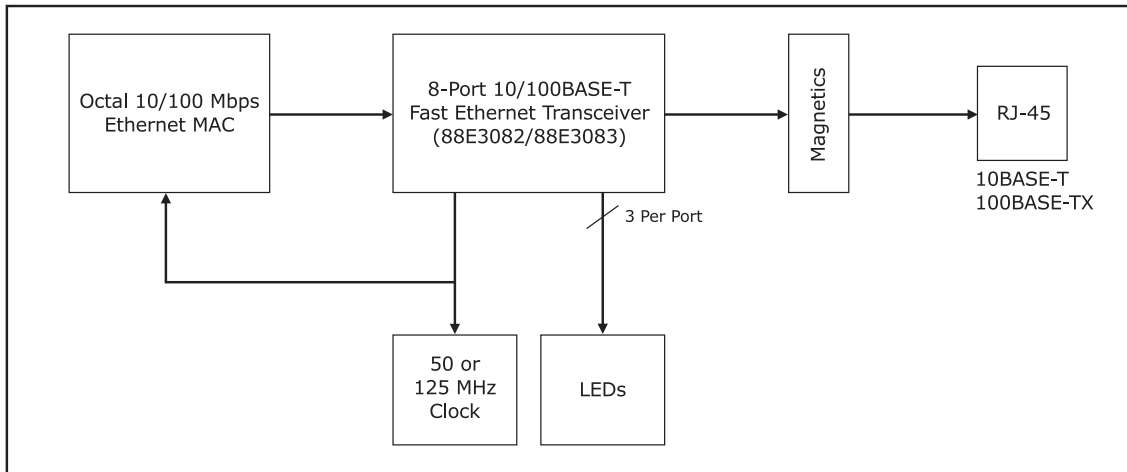 Octal 10/100 Mbps
Ethernet MAC
8-Port 10/100BASE-T
Fast Ethernet Transceiver
(88E3082/88E3083)
Magnetics
RJ-45
10BASE-T
100BASE-TX
3 Per Port
50 or
125 MHz
Clock
LEDs